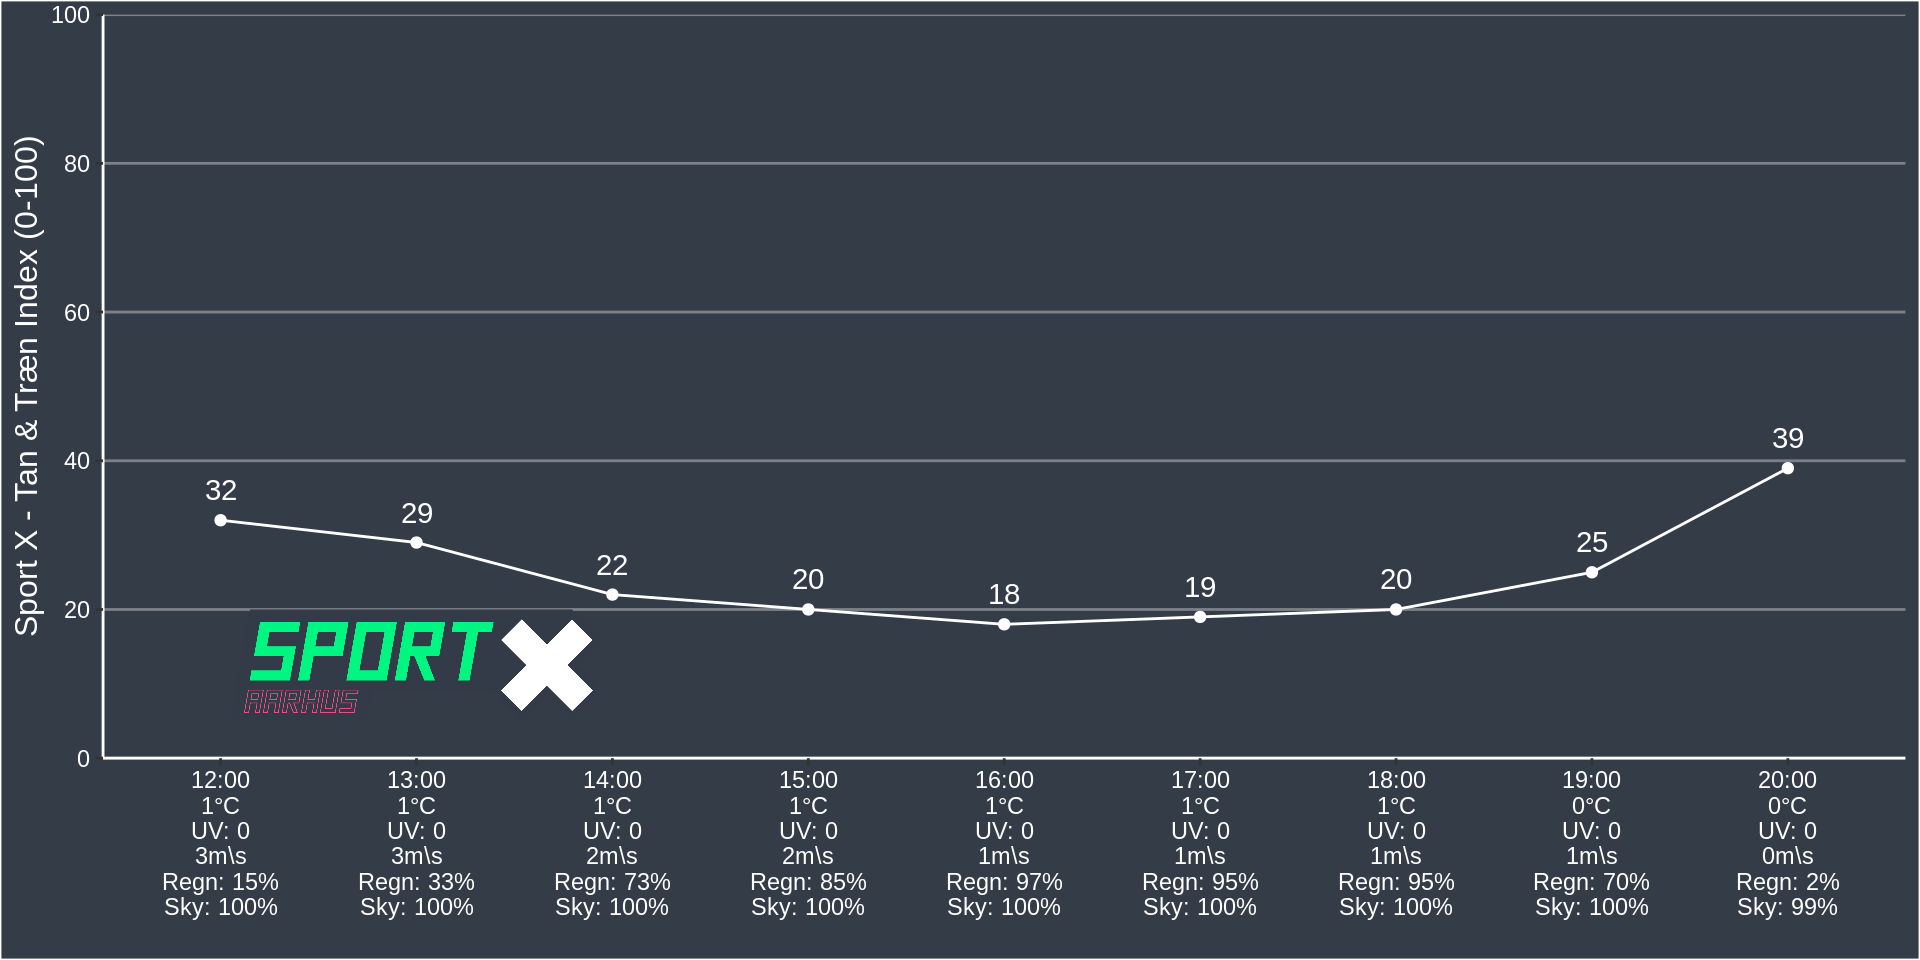 Sport X - Tan & Træn Index (0-100)
100
80
60
40
20
0
32
29
22
20
18
19
20
25
39
SPORT X
AARHUS
12:00
1°C
UV: 0
3m\s
Regn: 15%
Sky: 100%
13:00
1°C
UV: 0
3m\s
Regn: 33%
Sky: 100%
14:00
1°C
UV: 0
2m\s
Regn: 73%
Sky: 100%
15:00
1°C
UV: 0
2m\s
Regn: 85%
Sky: 100%
16:00
1°C
UV: 0
1m\s
Regn: 97%
Sky: 100%
17:00
1°C
UV: 0
1m\s
Regn: 95%
Sky: 100%
18:00
1°C
UV: 0
1m\s
Regn: 95%
Sky: 100%
19:00
0°C
UV: 0
1m\s
Regn: 70%
Sky: 100%
20:00
0°C
UV: 0
0m\s
Regn: 2%
Sky: 99%